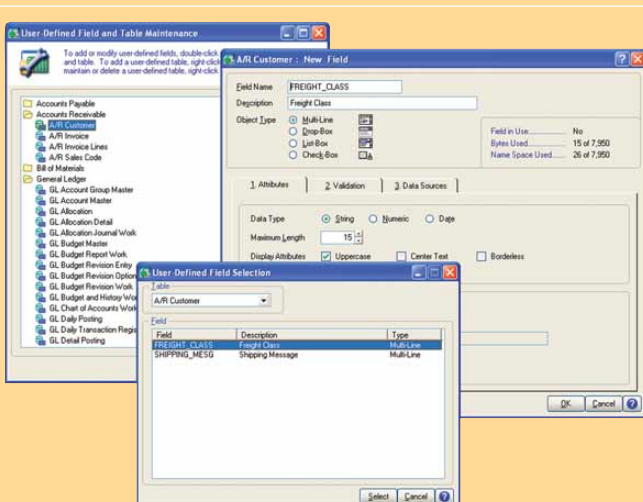 User-Defined Field and Table Maintenance
To add or modify user-defined fields, double-click
and table. To add a user-defined table, right-click
maintain or delete a user-defined table, right-click
Accounts Payable
Accounts Receivable
A/R Customer
A/R Invoice
A/R Invoice Lines
A/R Sales Code
Bill of Materials
General Ledger
GL Account Group Master
GL Account Master
GL Allocation
GL Allocation Detail
GL Allocation Journal Work
GL Budget Master
GL Budget Report Work
GL Budget Revision Entry
GL Budget Revision Option
GL Budget Revision Work
GL Budget and History Wo
GL Chart of Accounts Work
GL Daily Posting
GL Daily Transaction Regis
GL Detail Posting
A/R Customer : New Field
Field Name FREIGHT_CLASS
Description Freight Class
Object Type Multi-Line
Drop-Box
List-Box
Check-Box
Field in Use No
Bytes Used 15 of 7,950
Name Space Used 26 of 7,950
1. Attributes 2. Validation 3. Data Sources
Data Type String Numeric Date
Maximum Length 15
Display Attributes Uppercase Center Text Borderless
OK Cancel
User-Defined Field Selection
Table
A/R Customer
Field
Field Description Type
FREIGHT_CLASS Freight Class Multi-Line
SHIPPING_MESG Shipping Message Multi-Line
Select Cancel